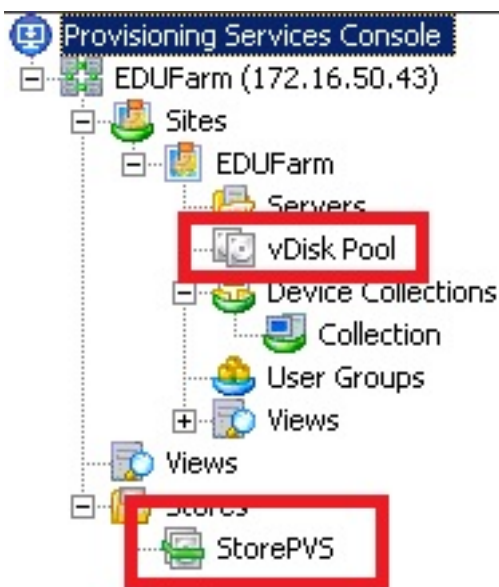 Provisioning Services Console
EDUFarm (172.16.50.43)
Sites
EDUFarm
Servers
vDisk Pool
Device Collections
Collection
User Groups
Views
Views
Stores
StorePVS